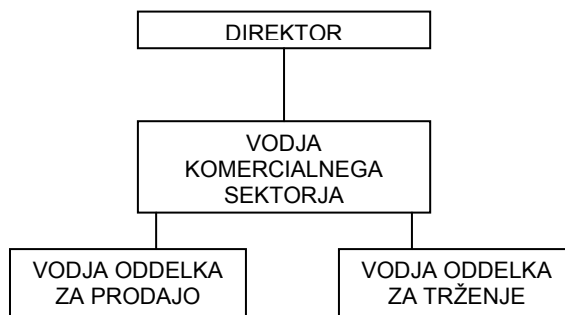 DIREKTOR
VODJA
KOMERCIALNEGA
SEKTORJA
VODJA ODDELKA
ZA PRODAJO
VODJA ODDELKA
ZA TRŽENJE